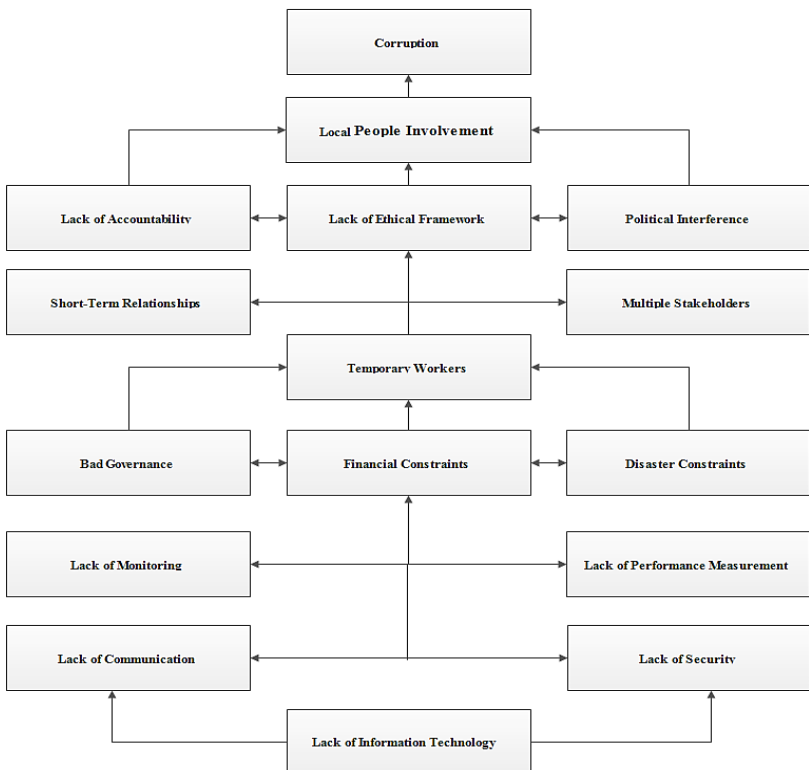 Corruption
Local People Involvement
Lack of Accountability
Lack of Ethical Framework
Political Interference
Short-Term Relationships
Multiple Stakeholders
Temporary Workers
Bad Governance
Financial Constraints
Disaster Constraints
Lack of Monitoring
Lack of Performance Measurement
Lack of Communication
Lack of Security
Lack of Information Technology